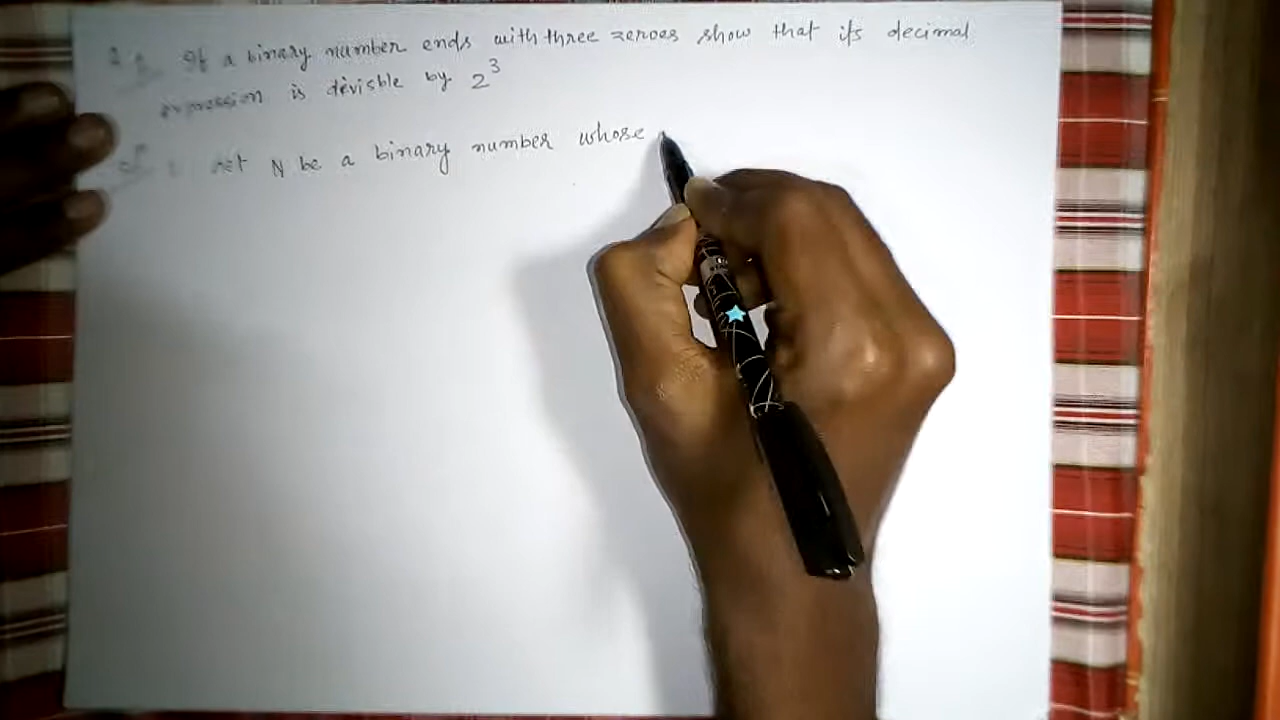 If a binary number ends with three zeroes show that its decimal
expression is divisble by 2³
Let N be a binary number whose